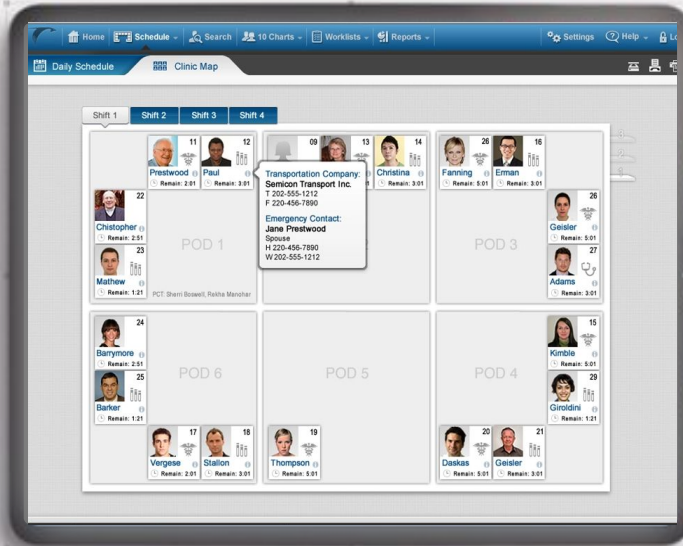 Home
Schedule
Search
10 Charts
Worklists
Reports
Settings
Help
Daily Schedule
Clinic Map
Shift 1
Shift 2
Shift 3
Shift 4
11
Prestwood
Remain: 2:01
12
Paul
Remain: 3:01
09
13
14
Christina
Remain: 3:01
26
Fanning
Remain: 5:01
16
Erman
Remain: 3:01
Transportation Company:
Semicon Transport Inc.
T 202-555-1212
F 220-456-7890
Emergency Contact:
Jane Prestwood
Spouse
H 220-456-7890
W 202-555-1212
22
Chistopher
Remain: 2:51
23
Mathew
Remain: 1:21
POD 1
PCT: Sherri Boswell, Rekha Manohar
POD 3
26
Geisler
Remain: 5:01
27
Adams
Remain: 3:01
24
Barrymore
Remain: 2:51
25
Barker
Remain: 1:21
POD 6
17
Vergese
Remain: 2:01
18
Stallon
Remain: 3:01
POD 5
19
Thompson
Remain: 5:01
POD 4
15
Kimble
Remain: 5:01
29
Giroldini
Remain: 1:21
20
Daskas
Remain: 5:01
21
Geisler
Remain: 3:01